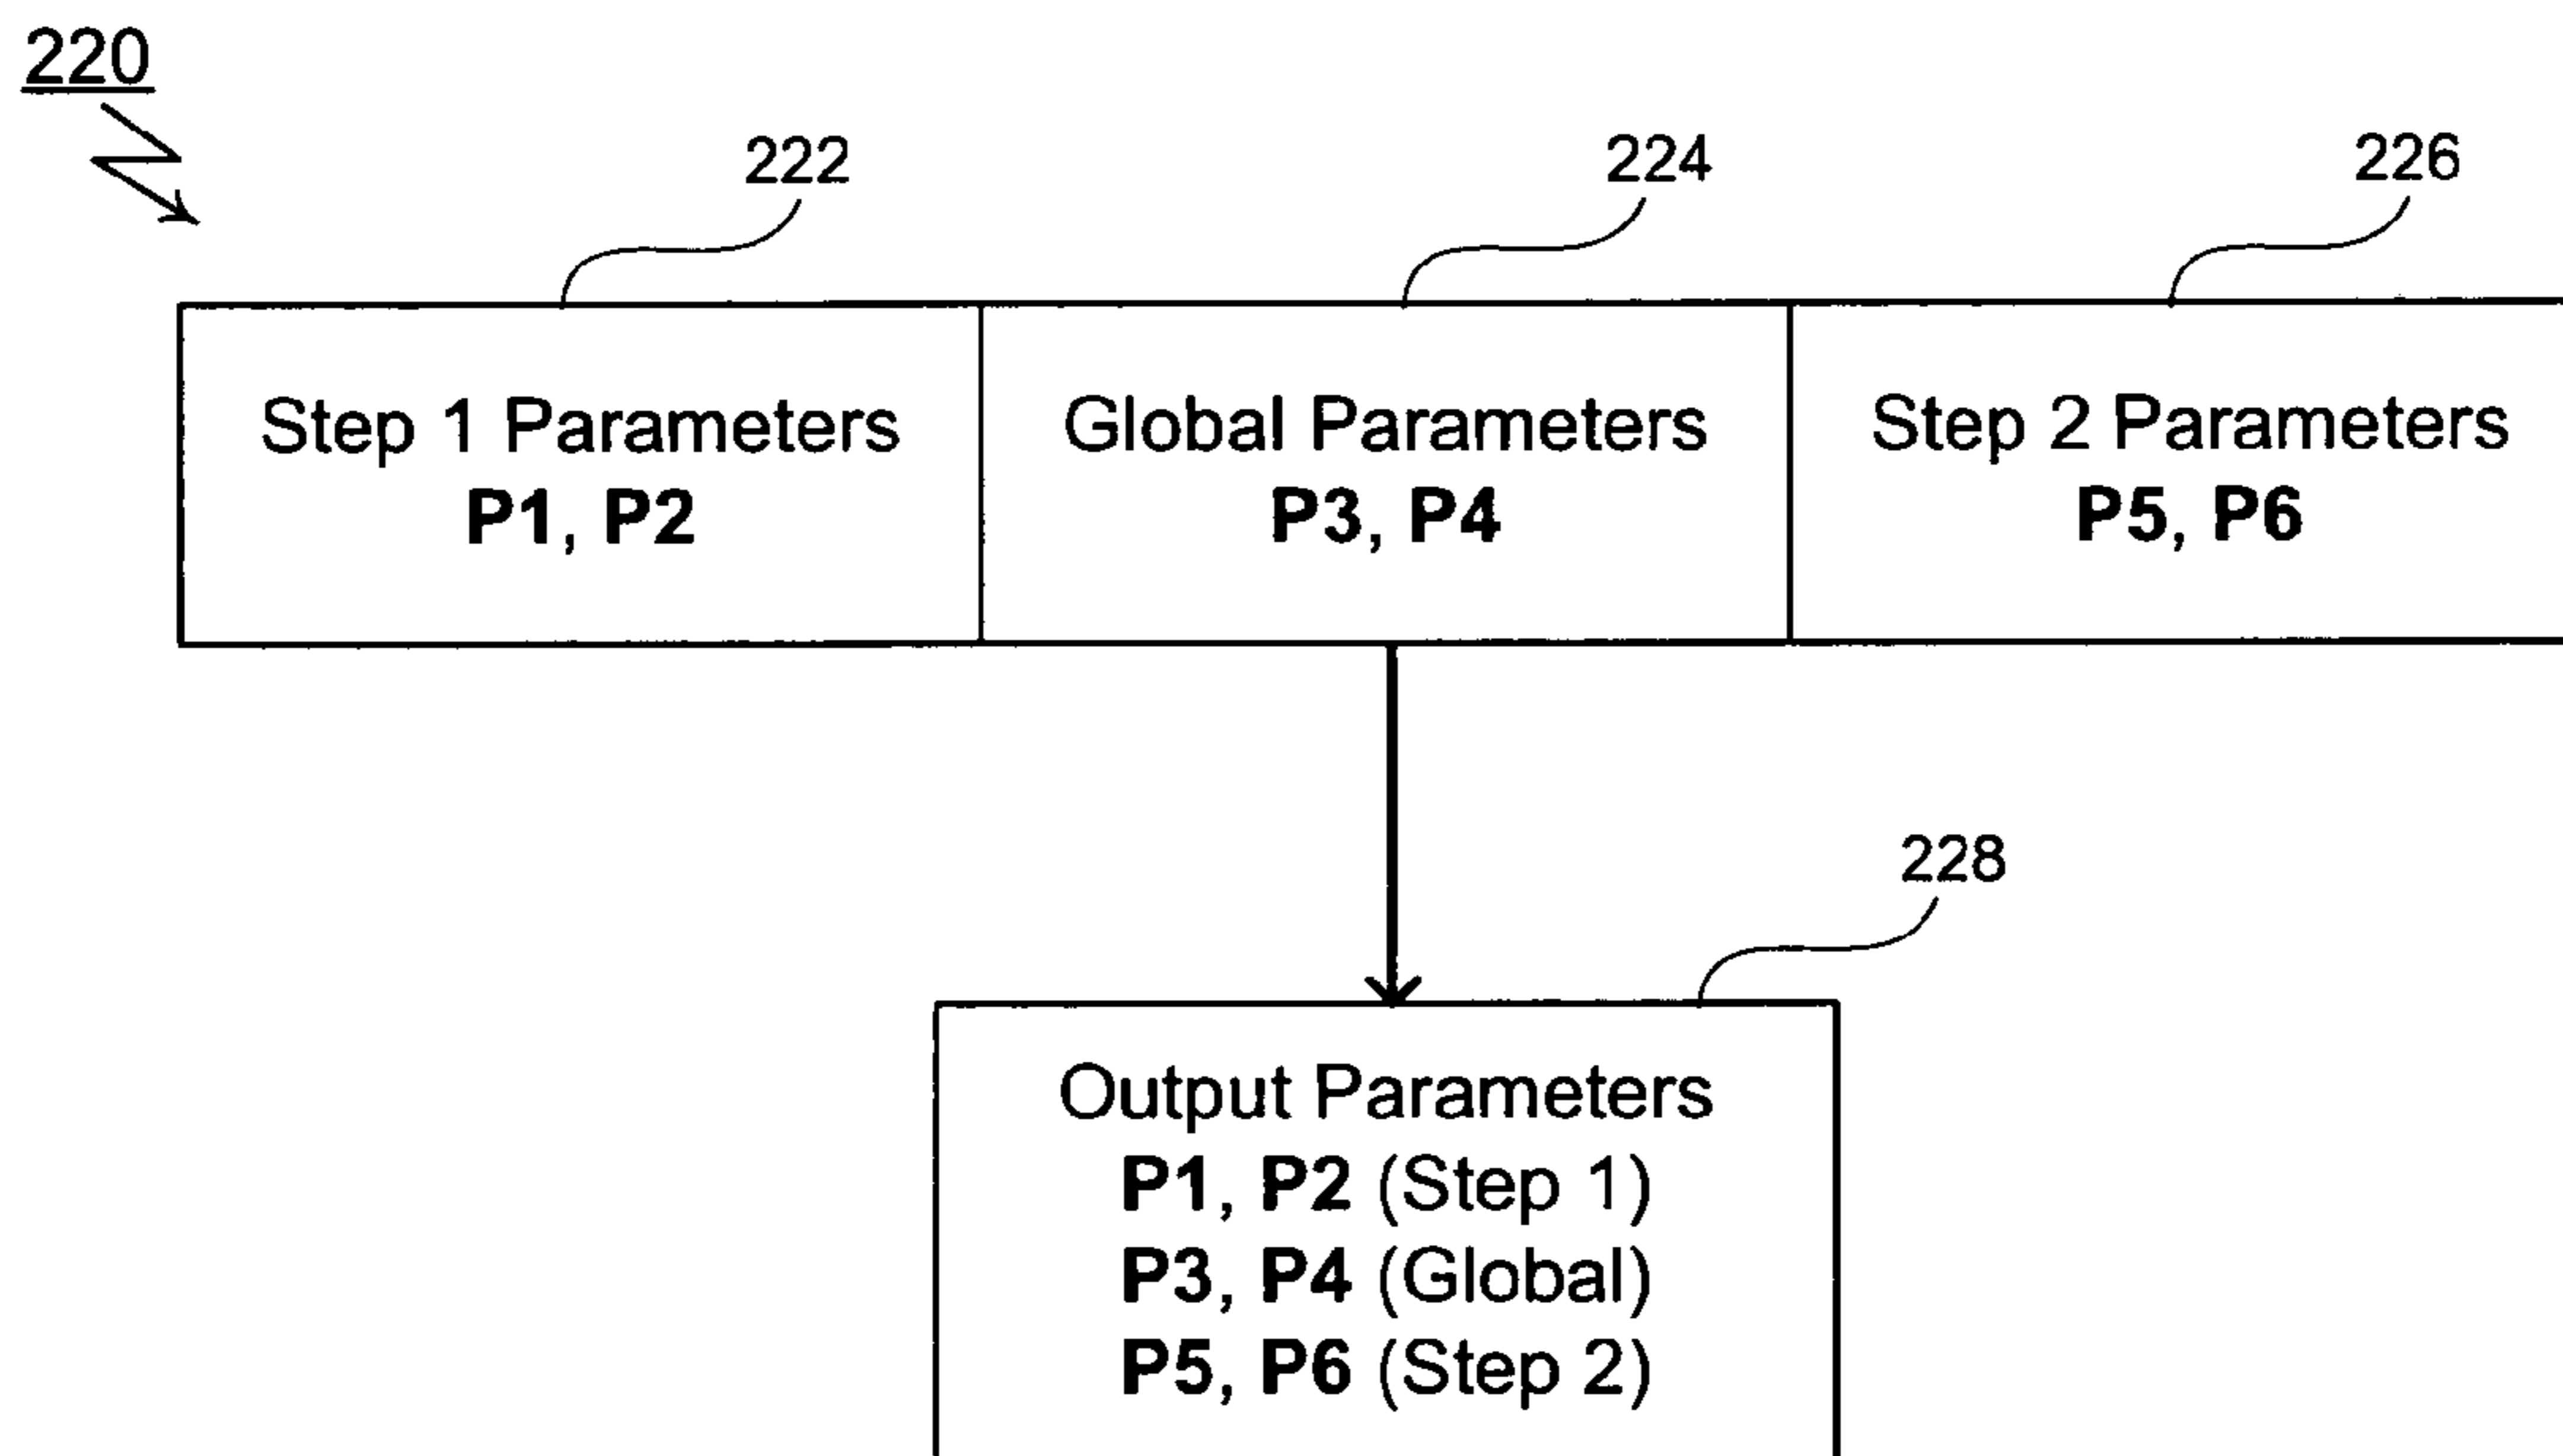 220
222
224
226
Step 1 Parameters
P1, P2
Global Parameters
P3, P4
Step 2 Parameters
P5, P6
228
Output Parameters
P1, P2 (Step 1)
P3, P4 (Global)
P5, P6 (Step 2)